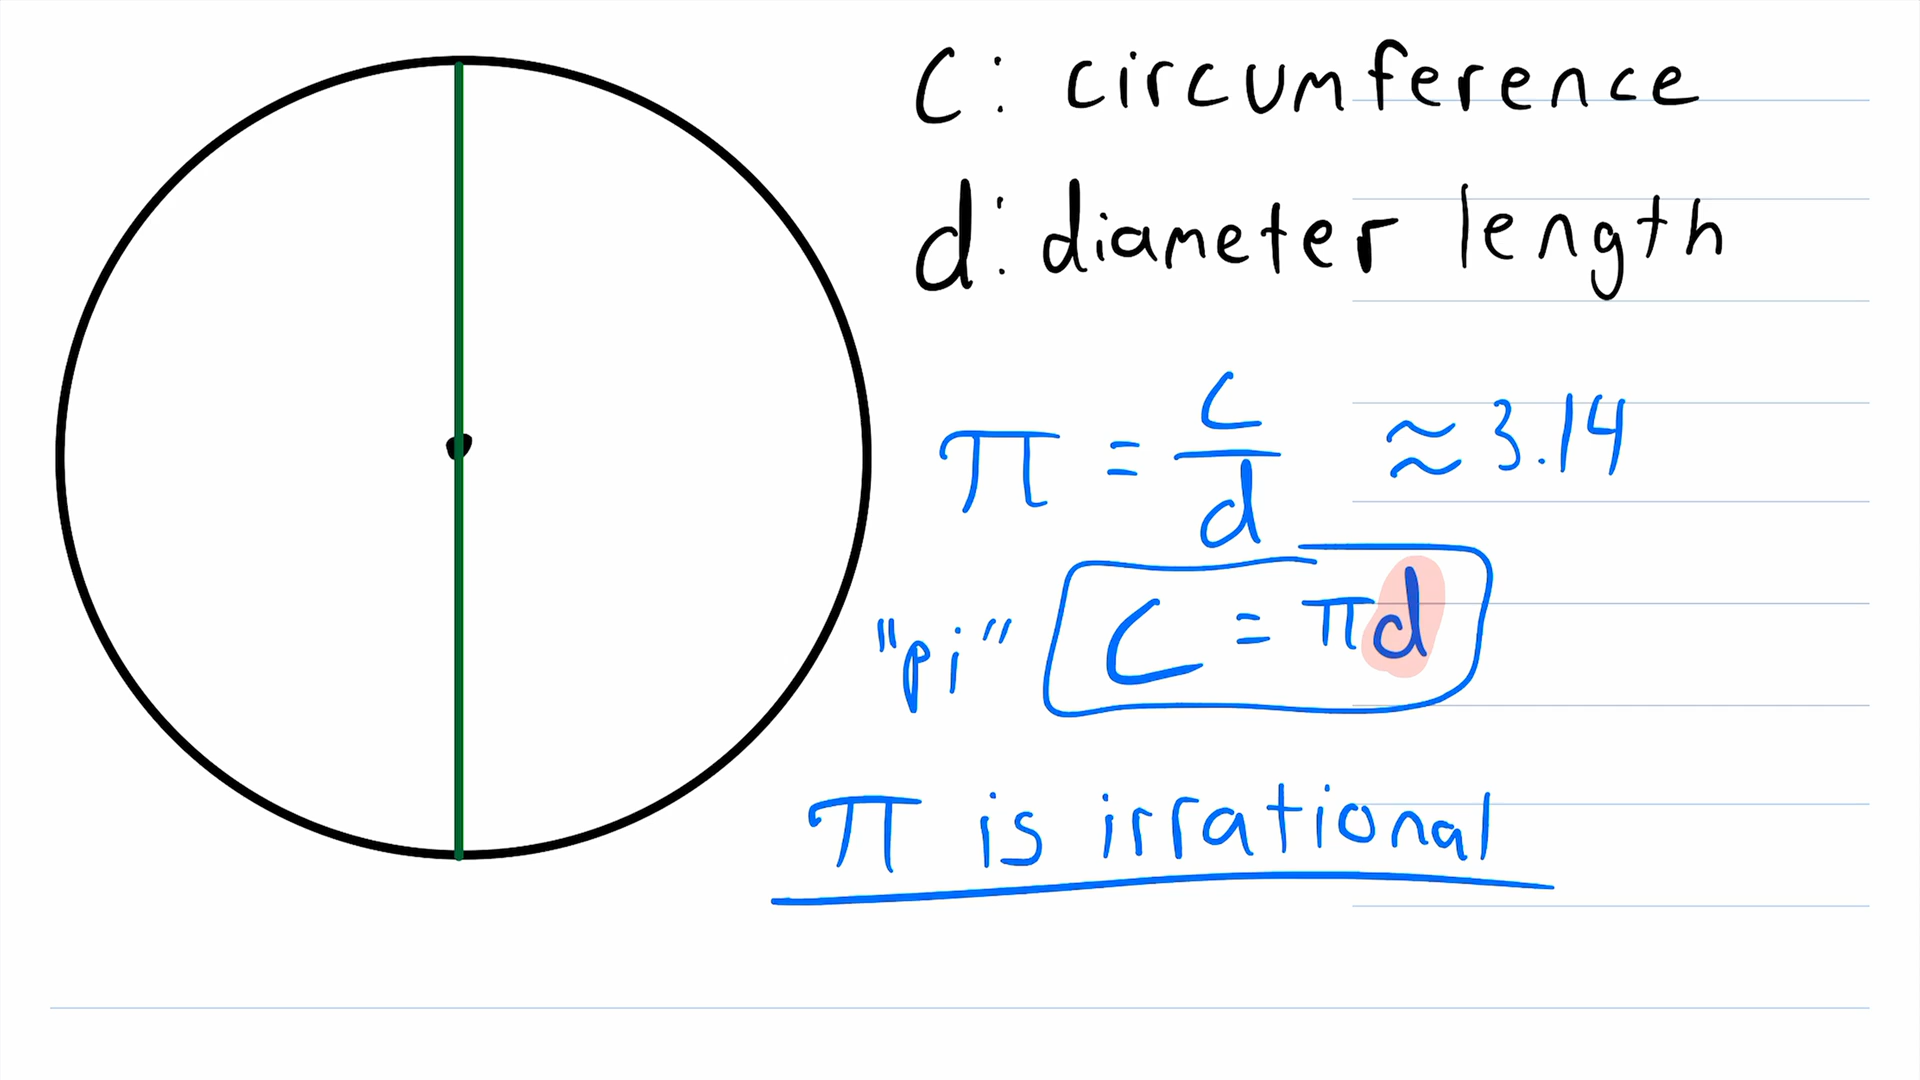 C: circumference
d: diameter length
π = C/d ≈ 3.14
"pi" C = πd
π is irrational